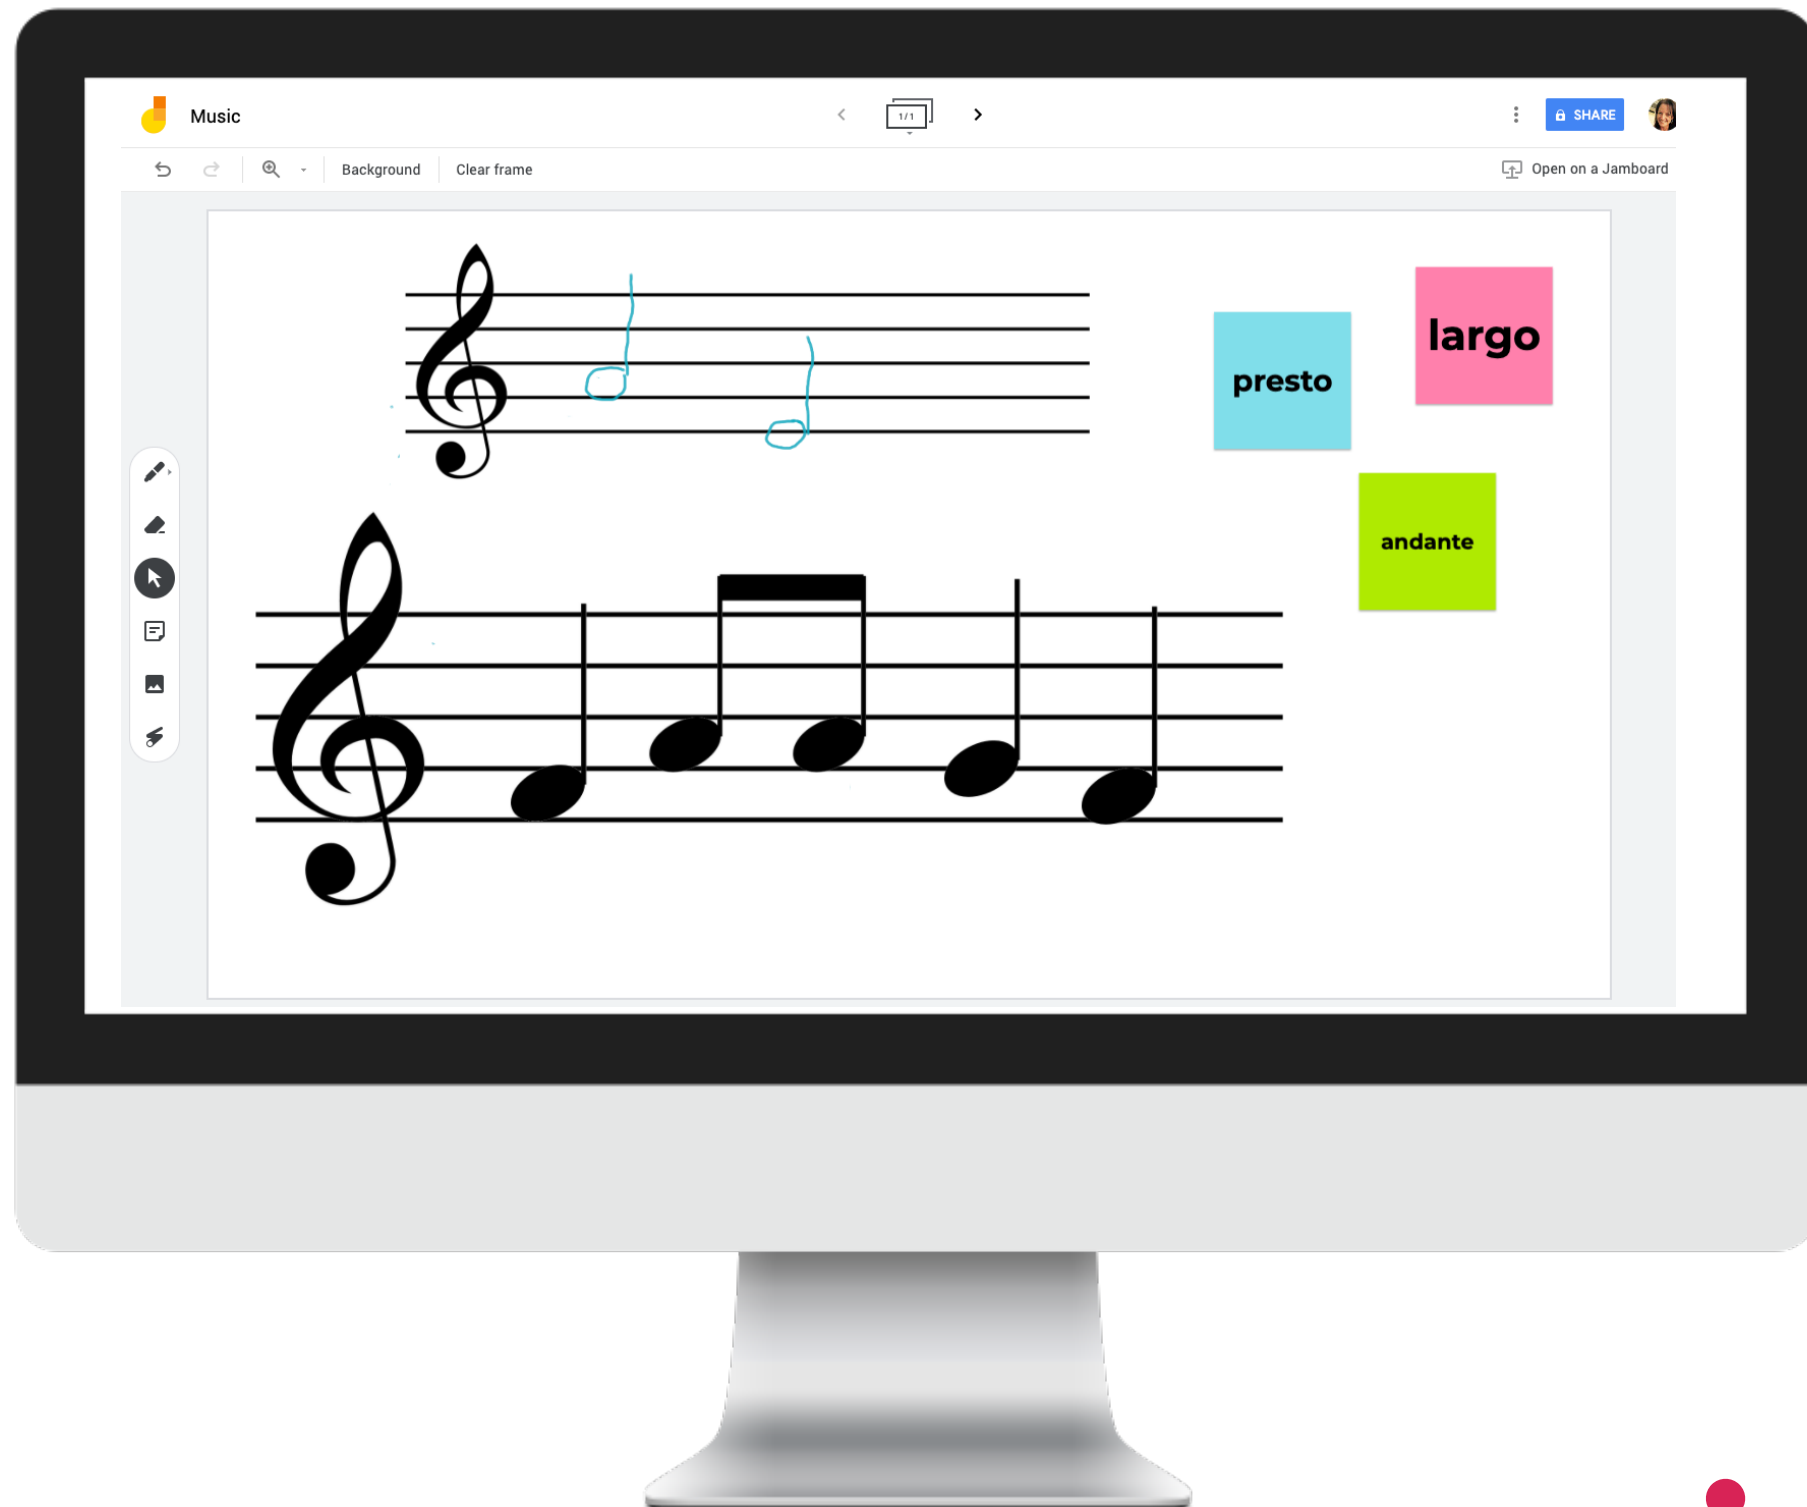 Music
1/1
SHARE
Background
Clear frame
Open on a Jamboard
largo
presto
andante